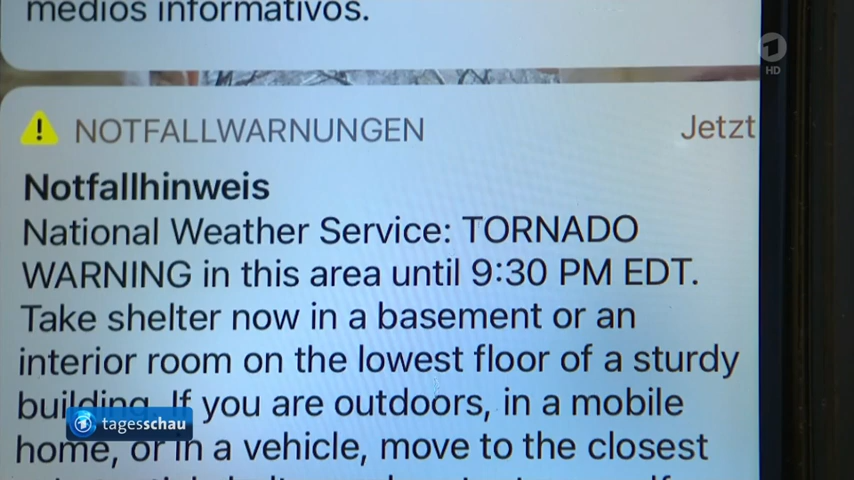 medios informativos.
1
HD
NOTFALLWARNUNGEN
Jetzt
Notfallhinweis
National Weather Service: TORNADO
WARNING in this area until 9:30 PM EDT.
Take shelter now in a basement or an
interior room on the lowest floor of a sturdy
building. If you are outdoors, in a mobile
home, or in a vehicle, move to the closest
tagesschau